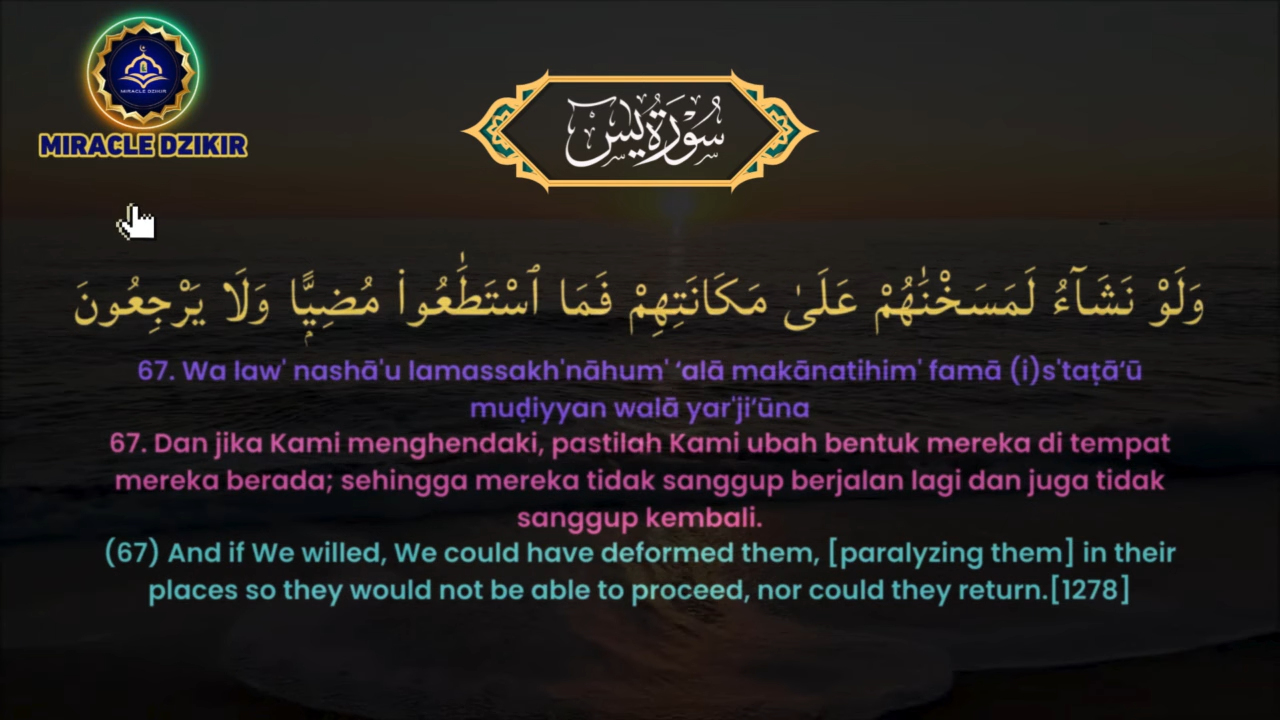 MIRACLE DZIKIR
MIRACLE DZIKIR
سُوْرَةُ يٰسٓ
وَلَوْ نَشَآءُ لَمَسَخْنَٰهُمْ عَلَىٰ مَكَانَتِهِمْ فَمَا ٱسْتَطَٰعُوا۟ مُضِيًّۭا وَلَا يَرْجِعُونَ
67. Wa law' nashā'u lamassakh'nāhum' ‘alā makānatihim' famā (i)s'taṭā‘ū
muḍiyyan walā yar'ji‘ūna
67. Dan jika Kami menghendaki, pastilah Kami ubah bentuk mereka di tempat
mereka berada; sehingga mereka tidak sanggup berjalan lagi dan juga tidak
sanggup kembali.
(67) And if We willed, We could have deformed them, [paralyzing them] in their
places so they would not be able to proceed, nor could they return.[1278]